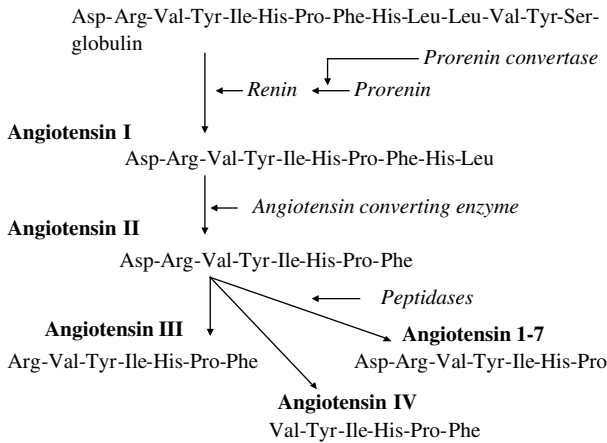 Asp-Arg-Val-Tyr-Ile-His-Pro-Phe-His-Leu-Leu-Val-Tyr-Ser-
globulin
Prorenin convertase
Renin
Prorenin
Angiotensin I
Asp-Arg-Val-Tyr-Ile-His-Pro-Phe-His-Leu
Angiotensin converting enzyme
Angiotensin II
Asp-Arg-Val-Tyr-Ile-His-Pro-Phe
Peptidases
Angiotensin III
Arg-Val-Tyr-Ile-His-Pro-Phe
Angiotensin 1-7
Asp-Arg-Val-Tyr-Ile-His-Pro
Angiotensin IV
Val-Tyr-Ile-His-Pro-Phe